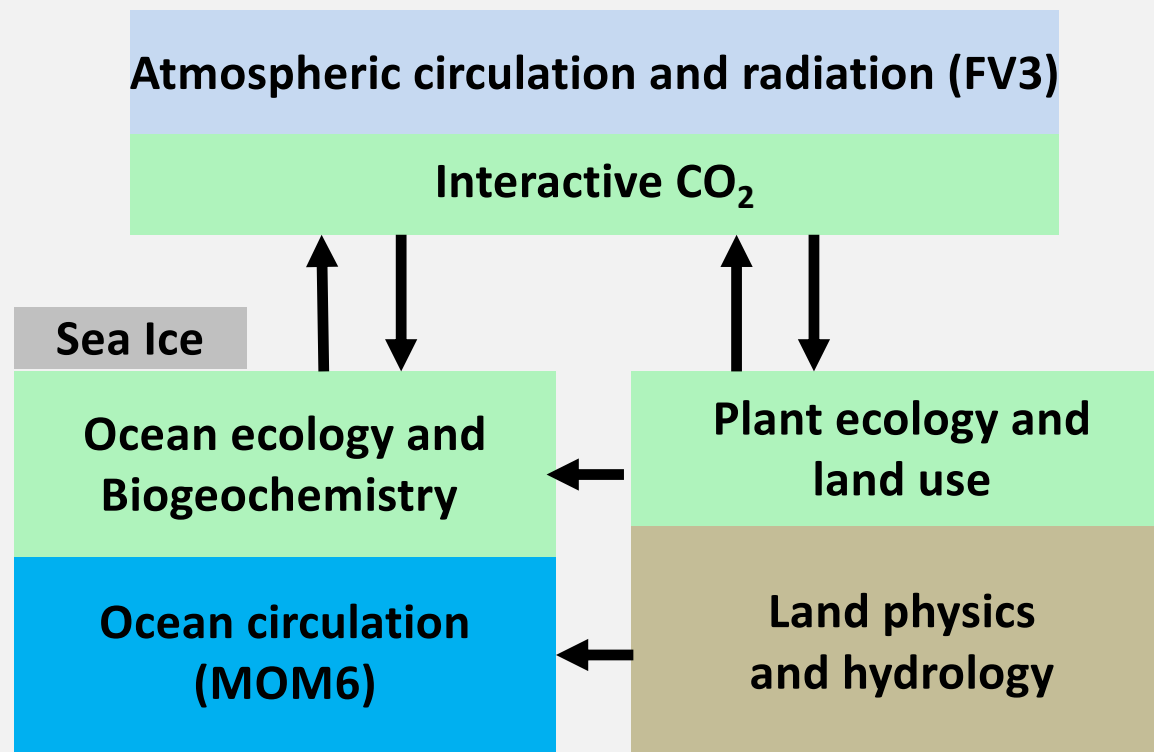 Atmospheric circulation and radiation (FV3)
Interactive CO₂
Sea Ice
Ocean ecology and
Biogeochemistry
Plant ecology and
land use
Ocean circulation
(MOM6)
Land physics
and hydrology